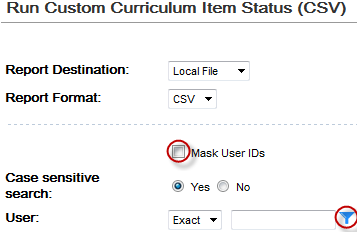 Run Custom Curriculum Item Status (CSV)
Report Destination: Local File
Report Format: CSV
Mask User IDs
Case sensitive search: Yes No
User: Exact